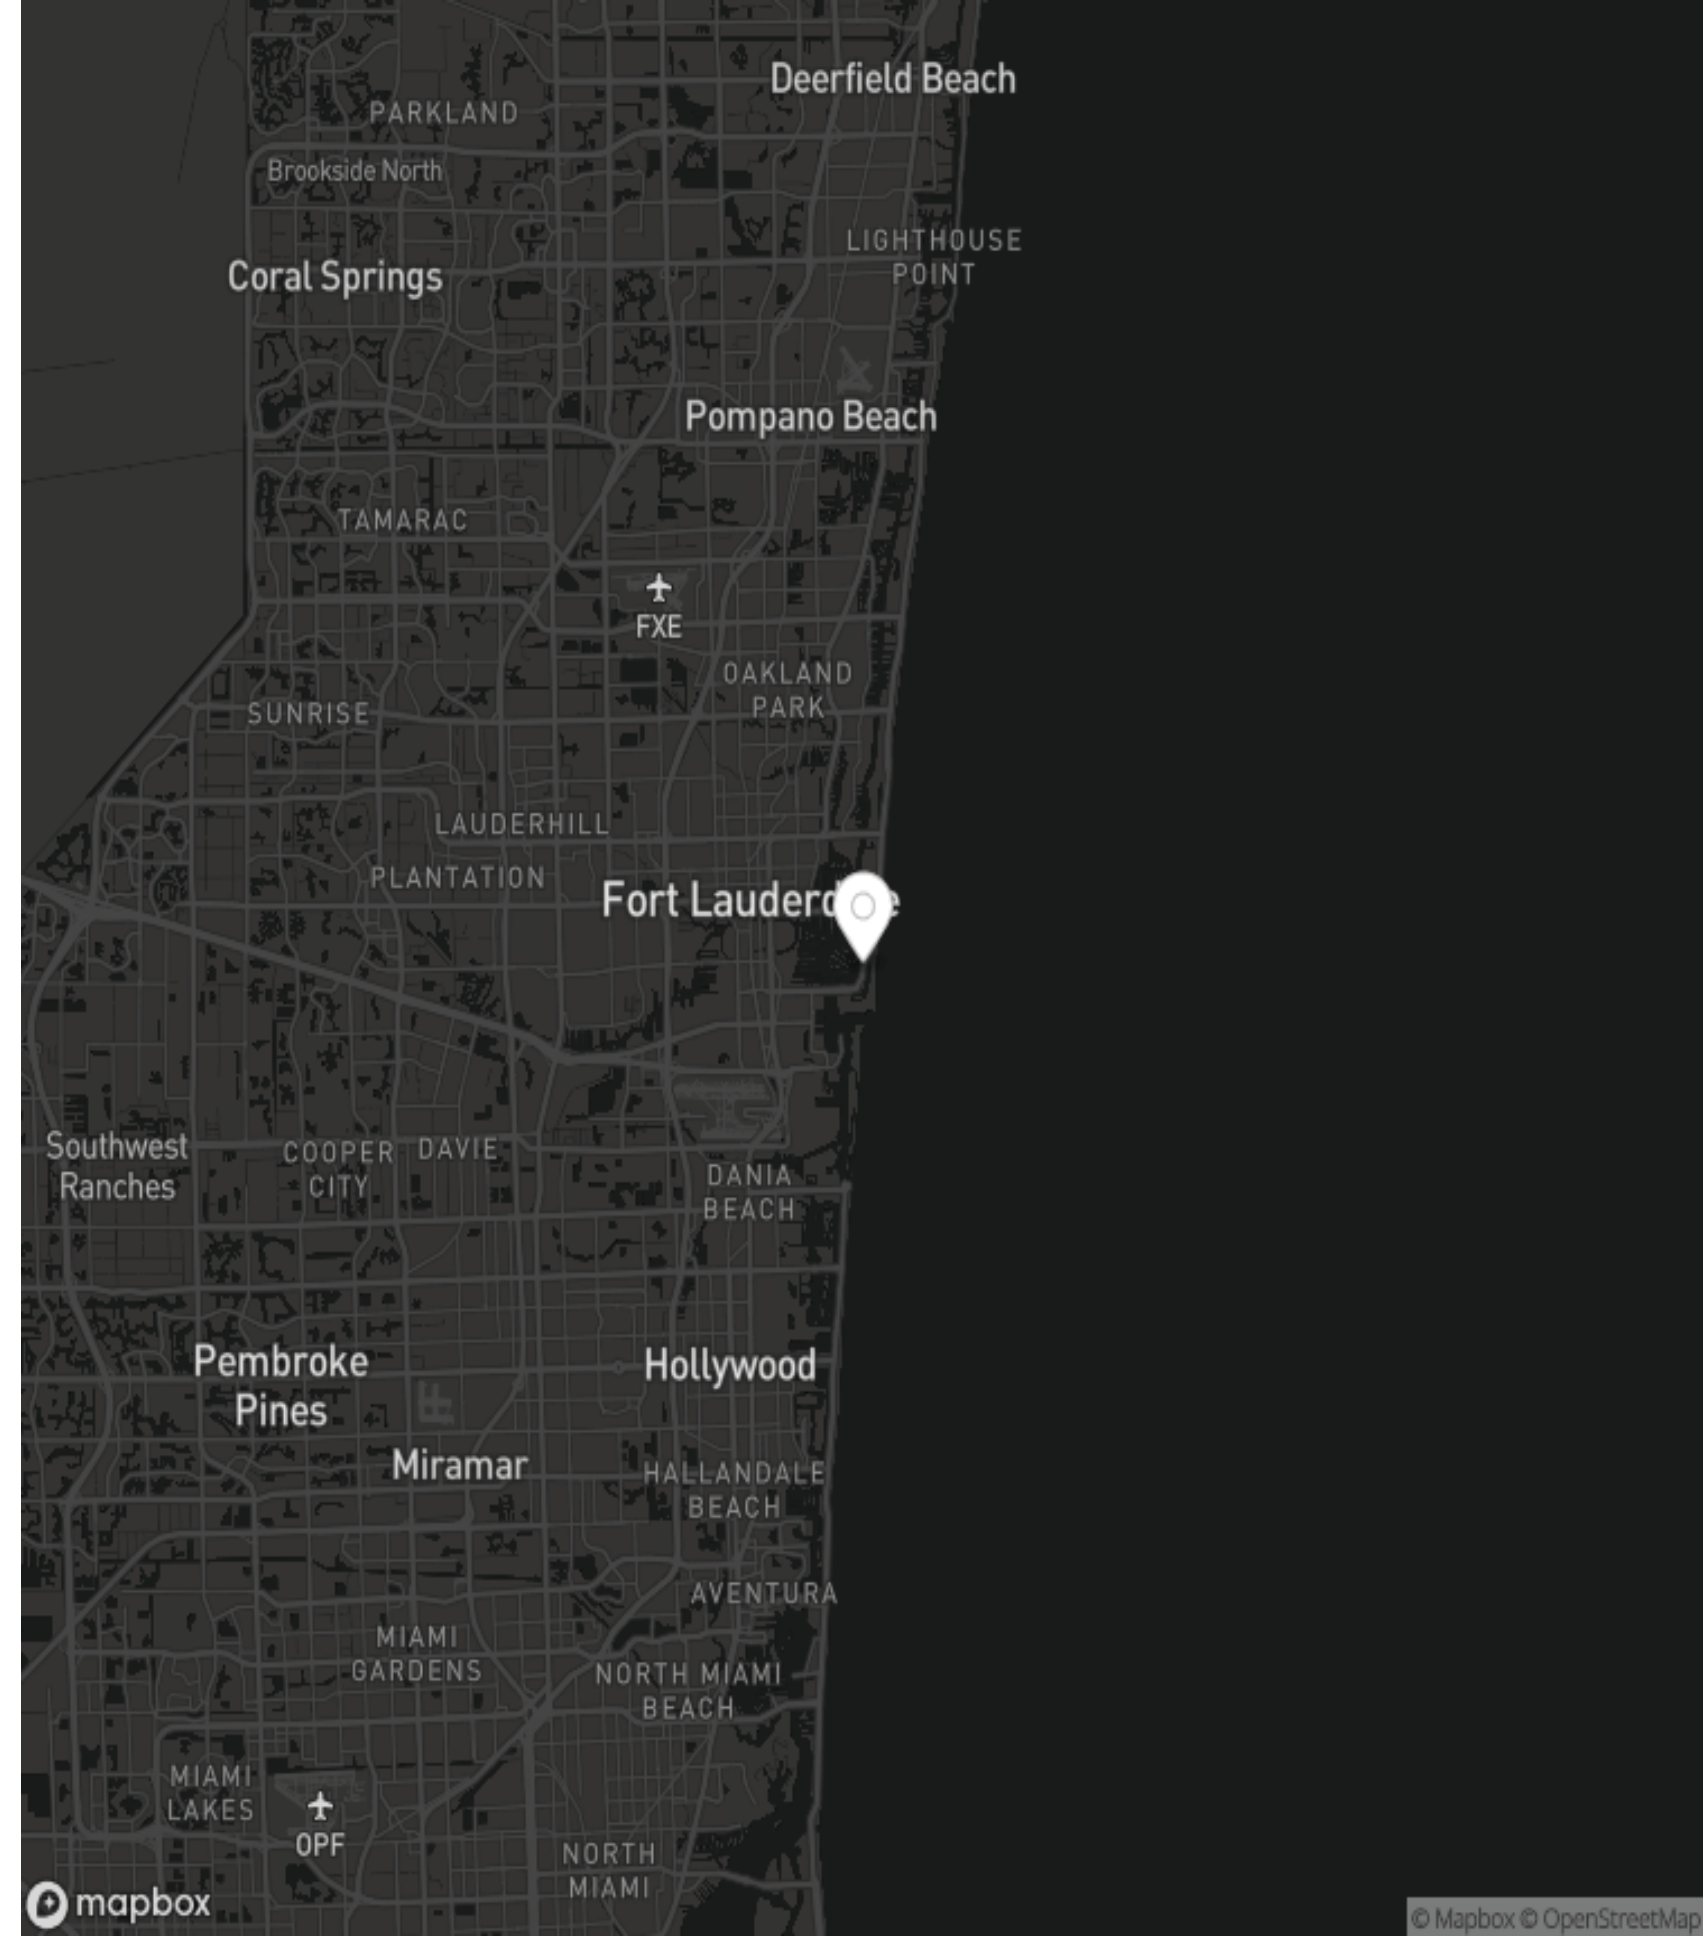 Deerfield Beach
PARKLAND
Brookside North
LIGHTHOUSE
POINT
Coral Springs
Pompano Beach
TAMARAC
FXE
OAKLAND
PARK
SUNRISE
LAUDERHILL
PLANTATION
Fort Lauderd e
Southwest
Ranches
COOPER
CITY
DAVIE
DANIA
BEACH
Pembroke
Pines
Hollywood
Miramar
HALLANDALE
BEACH
AVENTURA
MIAMI
GARDENS
NORTH MIAMI
BEACH
MIAMI
LAKES
OPF
NORTH
MIAMI
mapbox
© Mapbox © OpenStreetMap